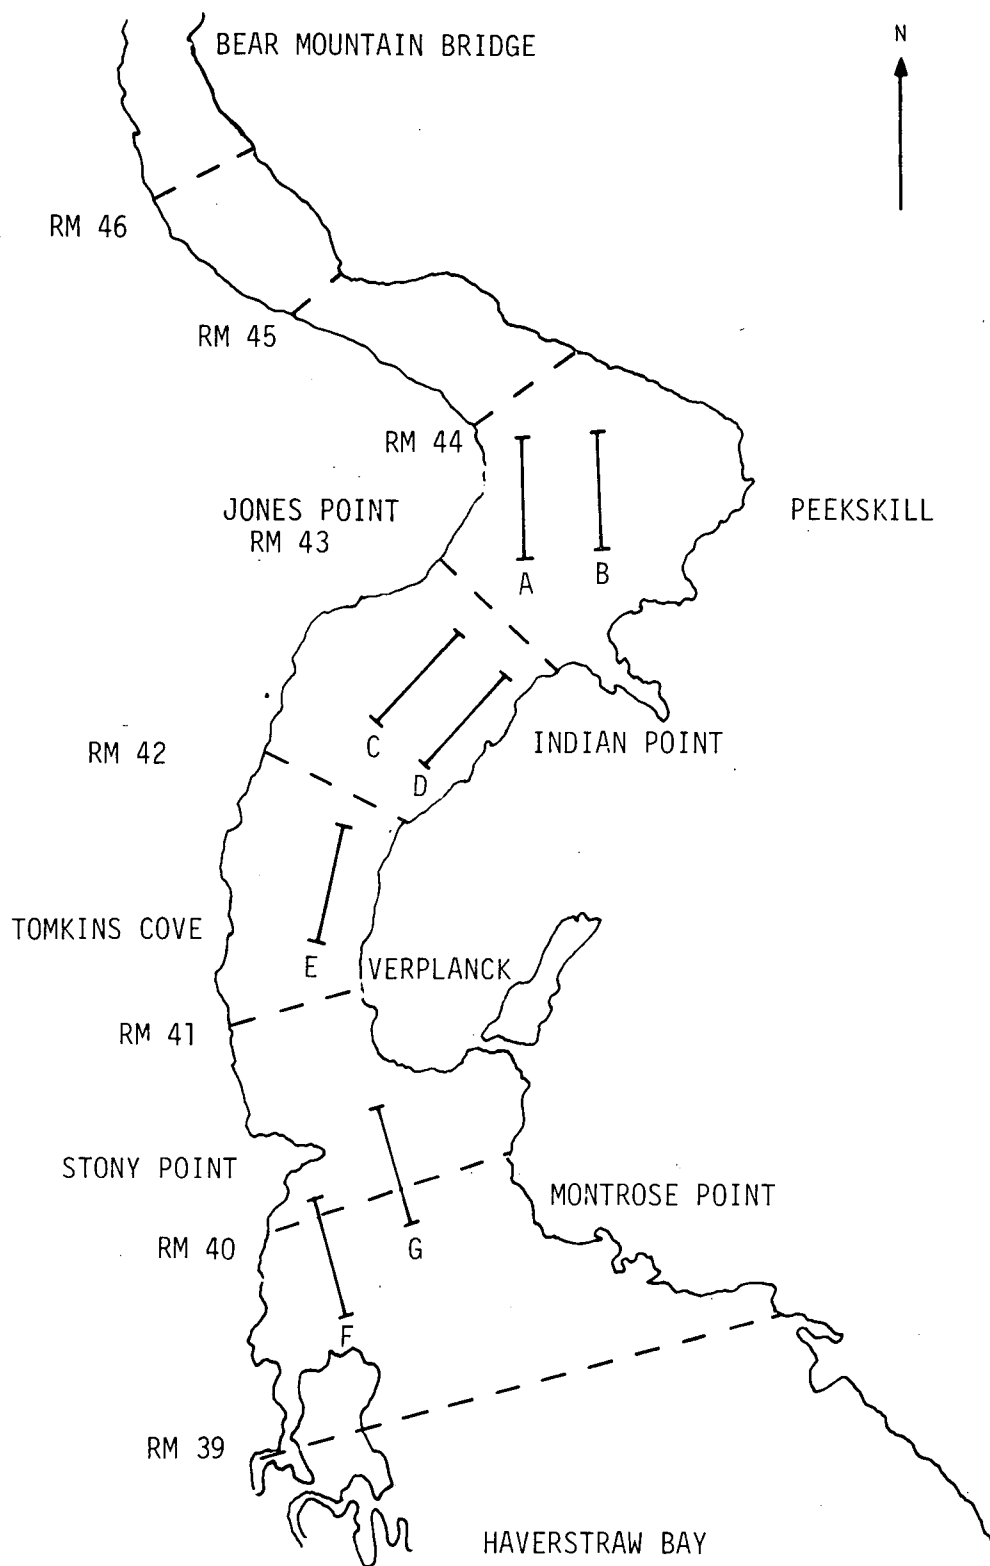 N
BEAR MOUNTAIN BRIDGE
RM 46
RM 45
RM 44
JONES POINT
RM 43
PEEKSKILL
A
B
C
RM 42
INDIAN POINT
D
TOMKINS COVE
E
VERPLANCK
RM 41
STONY POINT
MONTROSE POINT
RM 40
G
F
RM 39
HAVERSTRAW BAY